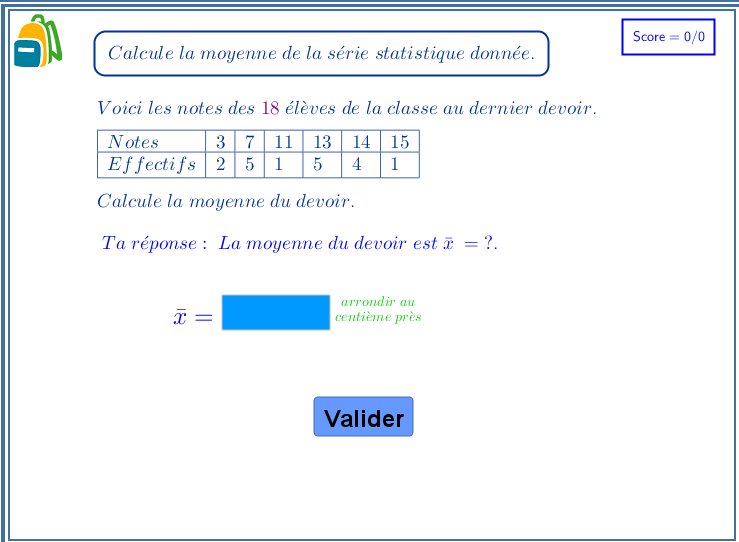 Calcule la moyenne de la série statistique donnée.
Score = 0/0
Voici les notes des 18 élèves de la classe au dernier devoir.
Notes 3 7 11 13 14 15
Effectifs 2 5 1 5 4 1
Calcule la moyenne du devoir.
Ta réponse : La moyenne du devoir est x̄ = ?.
x̄ =
arrondir au
centième près
Valider